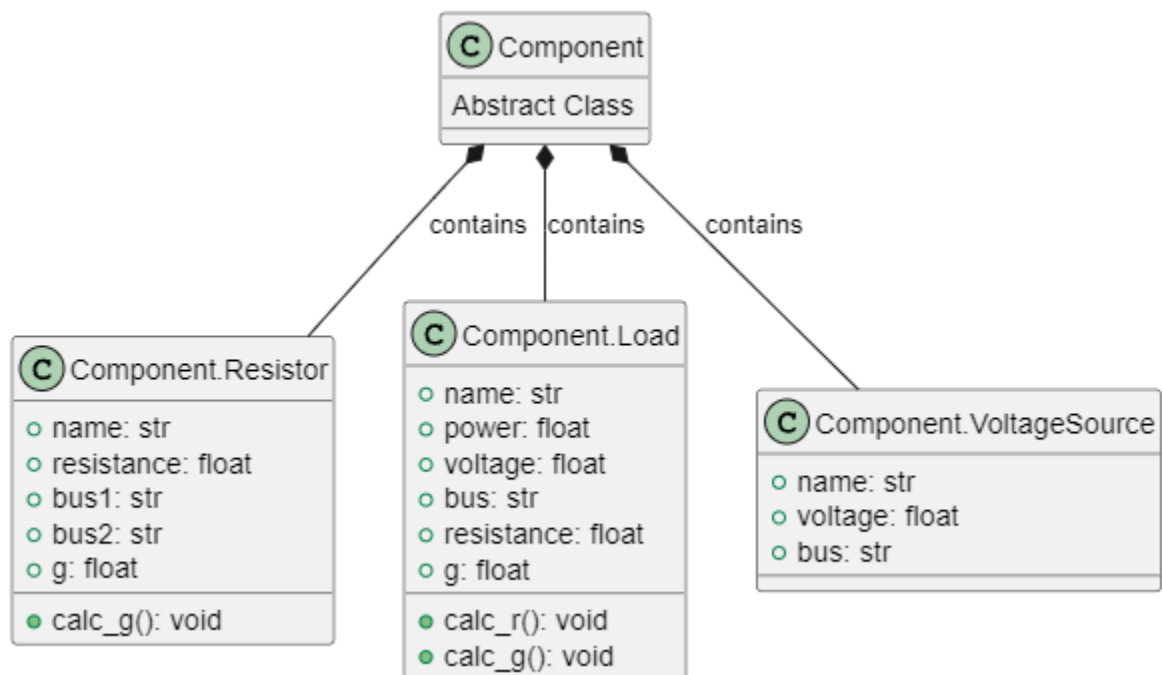 C Component
Abstract Class
contains contains contains
C Component.Resistor
name: str
resistance: float
bus1: str
bus2: str
g: float
calc_g(): void
C Component.Load
name: str
power: float
voltage: float
bus: str
resistance: float
g: float
calc_r(): void
calc_g(): void
C Component.VoltageSource
name: str
voltage: float
bus: str